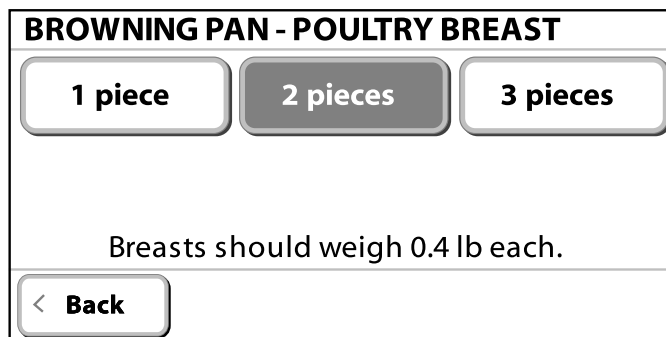 BROWNING PAN - POULTRY BREAST
1 piece 2 pieces 3 pieces
Breasts should weigh 0.4 lb each.
< Back